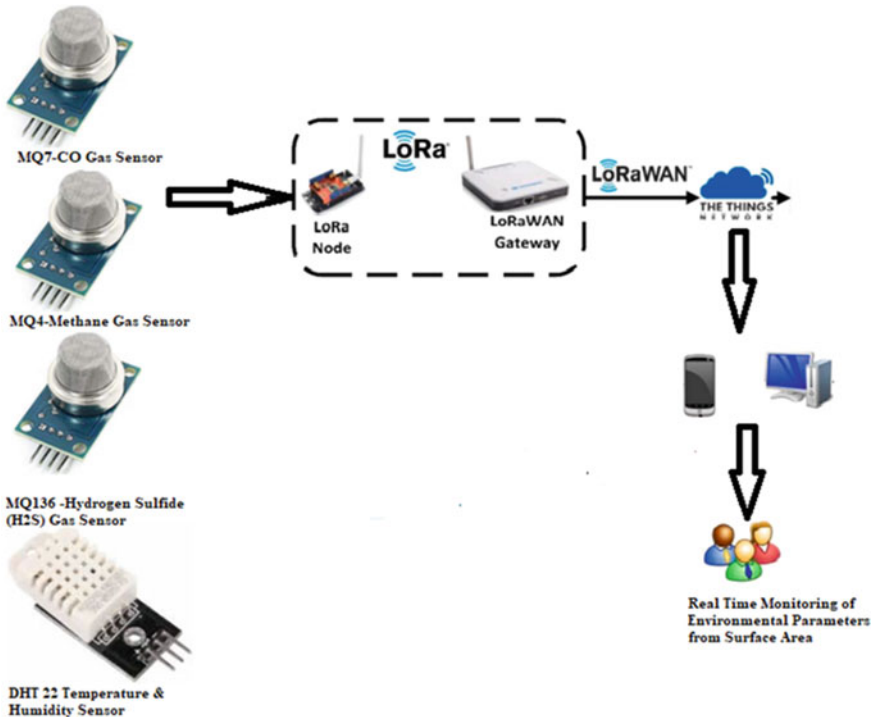 MQ7-CO Gas Sensor
MQ4-Methane Gas Sensor
MQ136 -Hydrogen Sulfide
(H2S) Gas Sensor
DHT 22 Temperature &
Humidity Sensor
LoRa
LoRa
Node
LoRaWAN
Gateway
LoRaWAN™
THE THINGS
NETWORK
Real Time Monitoring of
Environmental Parameters
from Surface Area